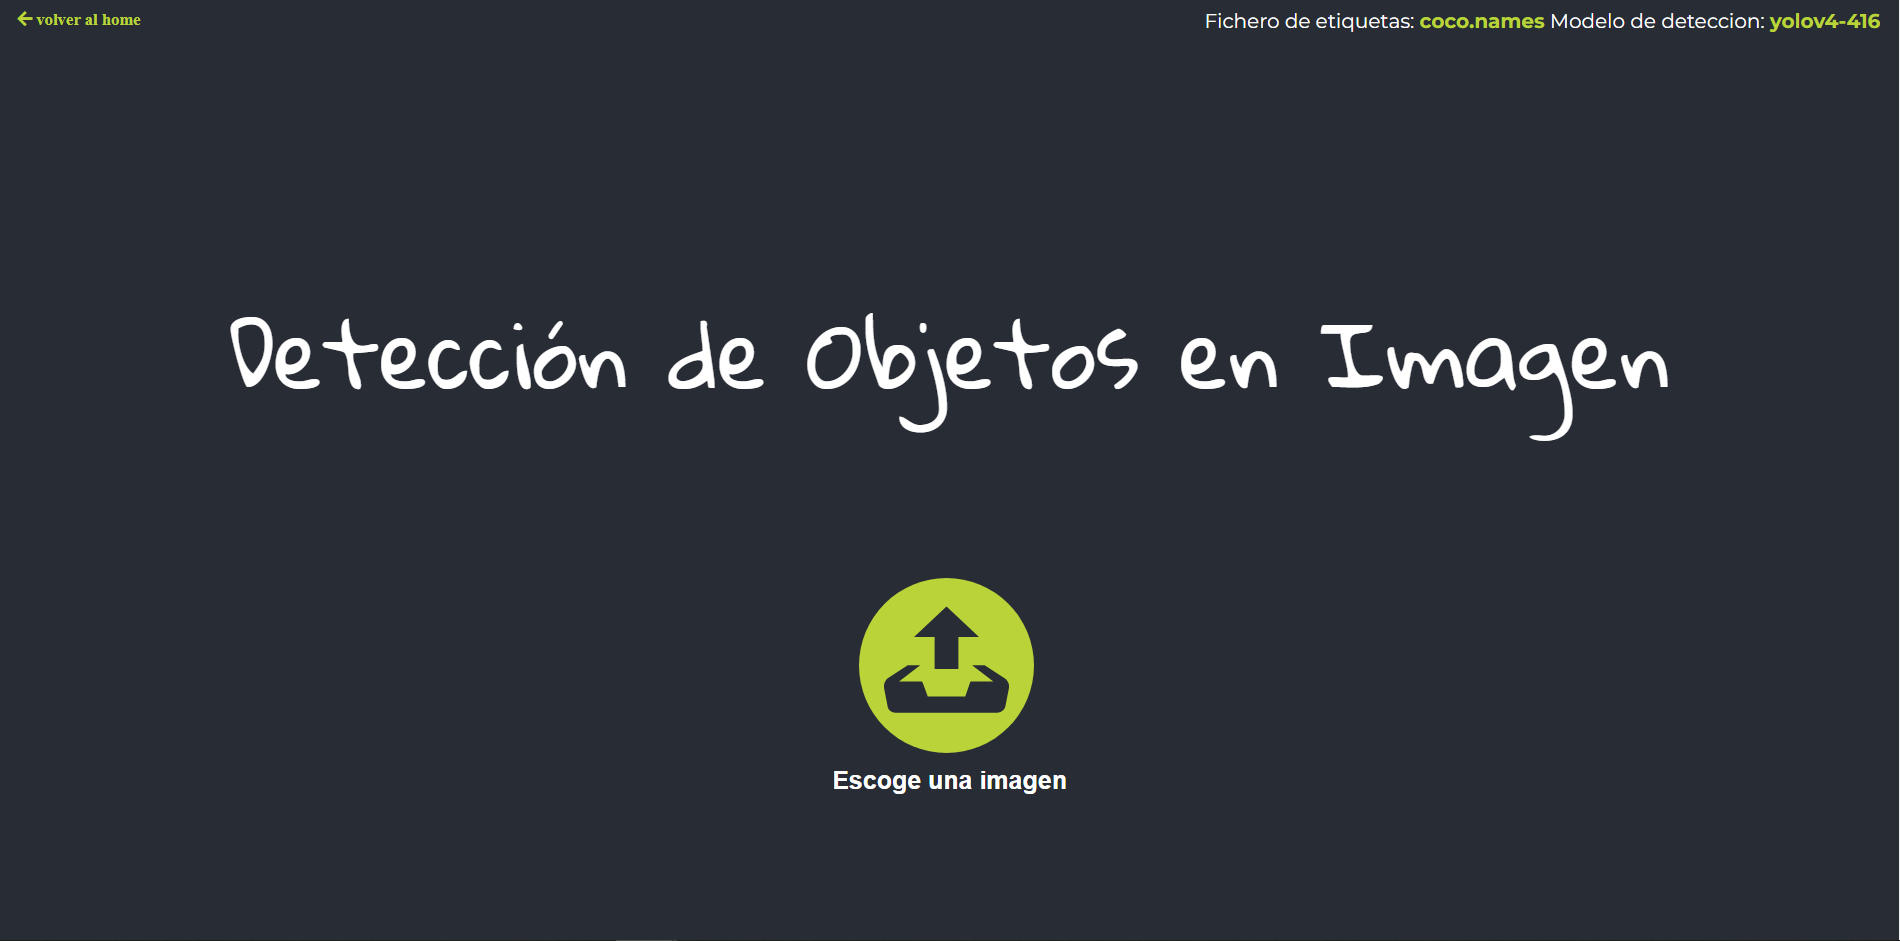 volver al home
Fichero de etiquetas: coco.names Modelo de deteccion: yolov4-416
Detección de Objetos en Imagen
Escoge una imagen